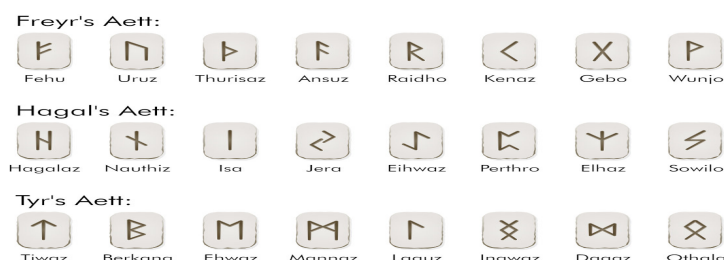 Freyr's Aett:
ᚠ ᚢ ᚦ ᚨ ᚱ ᚲ ᚷ ᚹ
Fehu Uruz Thurisaz Ansuz Raidho Kenaz Gebo Wunjo
Hagal's Aett:
ᚺ ᚾ ᛁ ᛃ ᛇ ᛈ ᛉ ᛊ
Hagalaz Nauthiz Isa Jera Eihwaz Perthro Elhaz Sowilo
Tyr's Aett:
ᛏ ᛒ ᛖ ᛗ ᛚ ᛝ ᛞ ᛟ
Tiwaz Berkana Ehwaz Mannaz Laguz Ingwaz Dagaz Othala